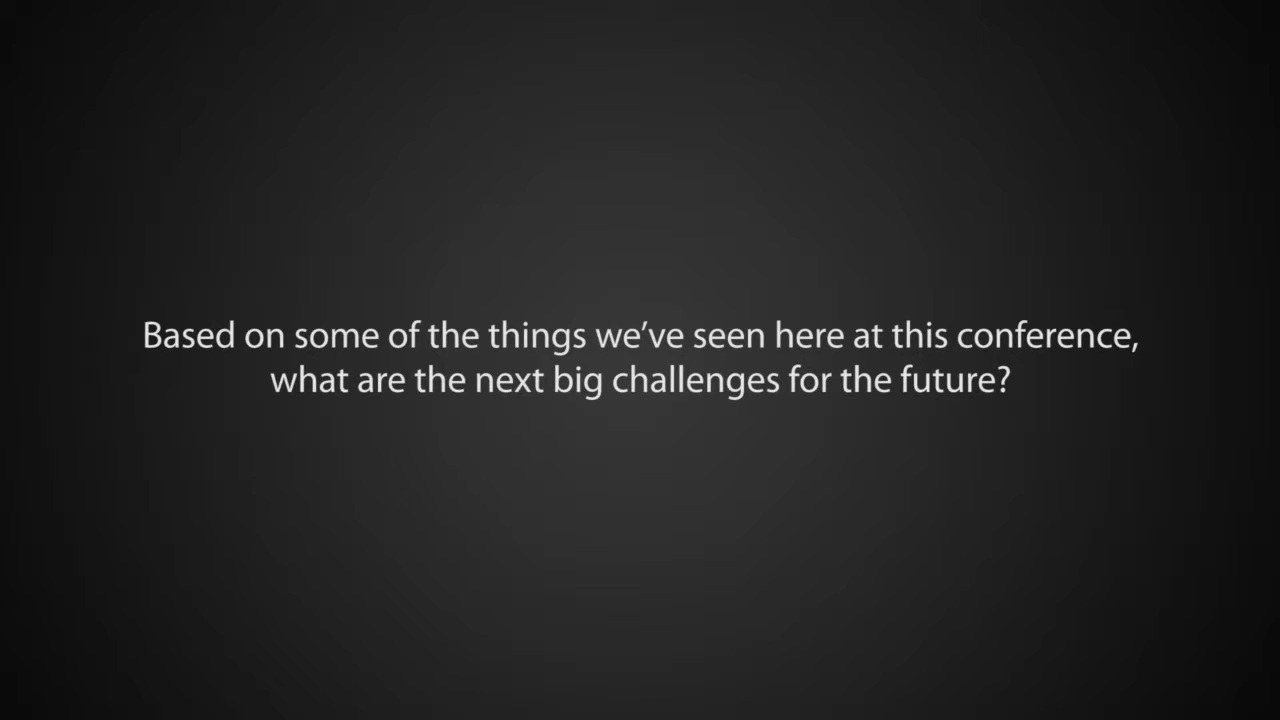 Based on some of the things we’ve seen here at this conference,
what are the next big challenges for the future?